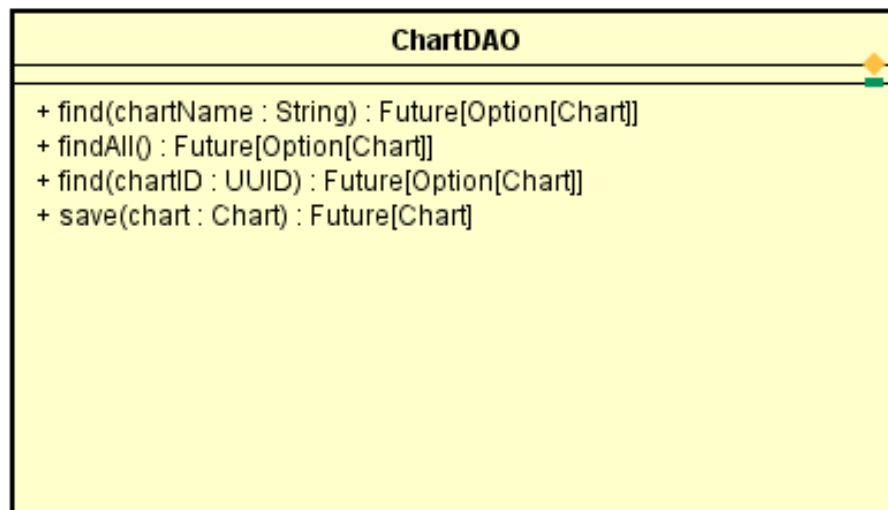 ChartDAO
+ find(chartName : String) : Future[Option[Chart]]
+ findAll() : Future[Option[Chart]]
+ find(chartID : UUID) : Future[Option[Chart]]
+ save(chart : Chart) : Future[Chart]